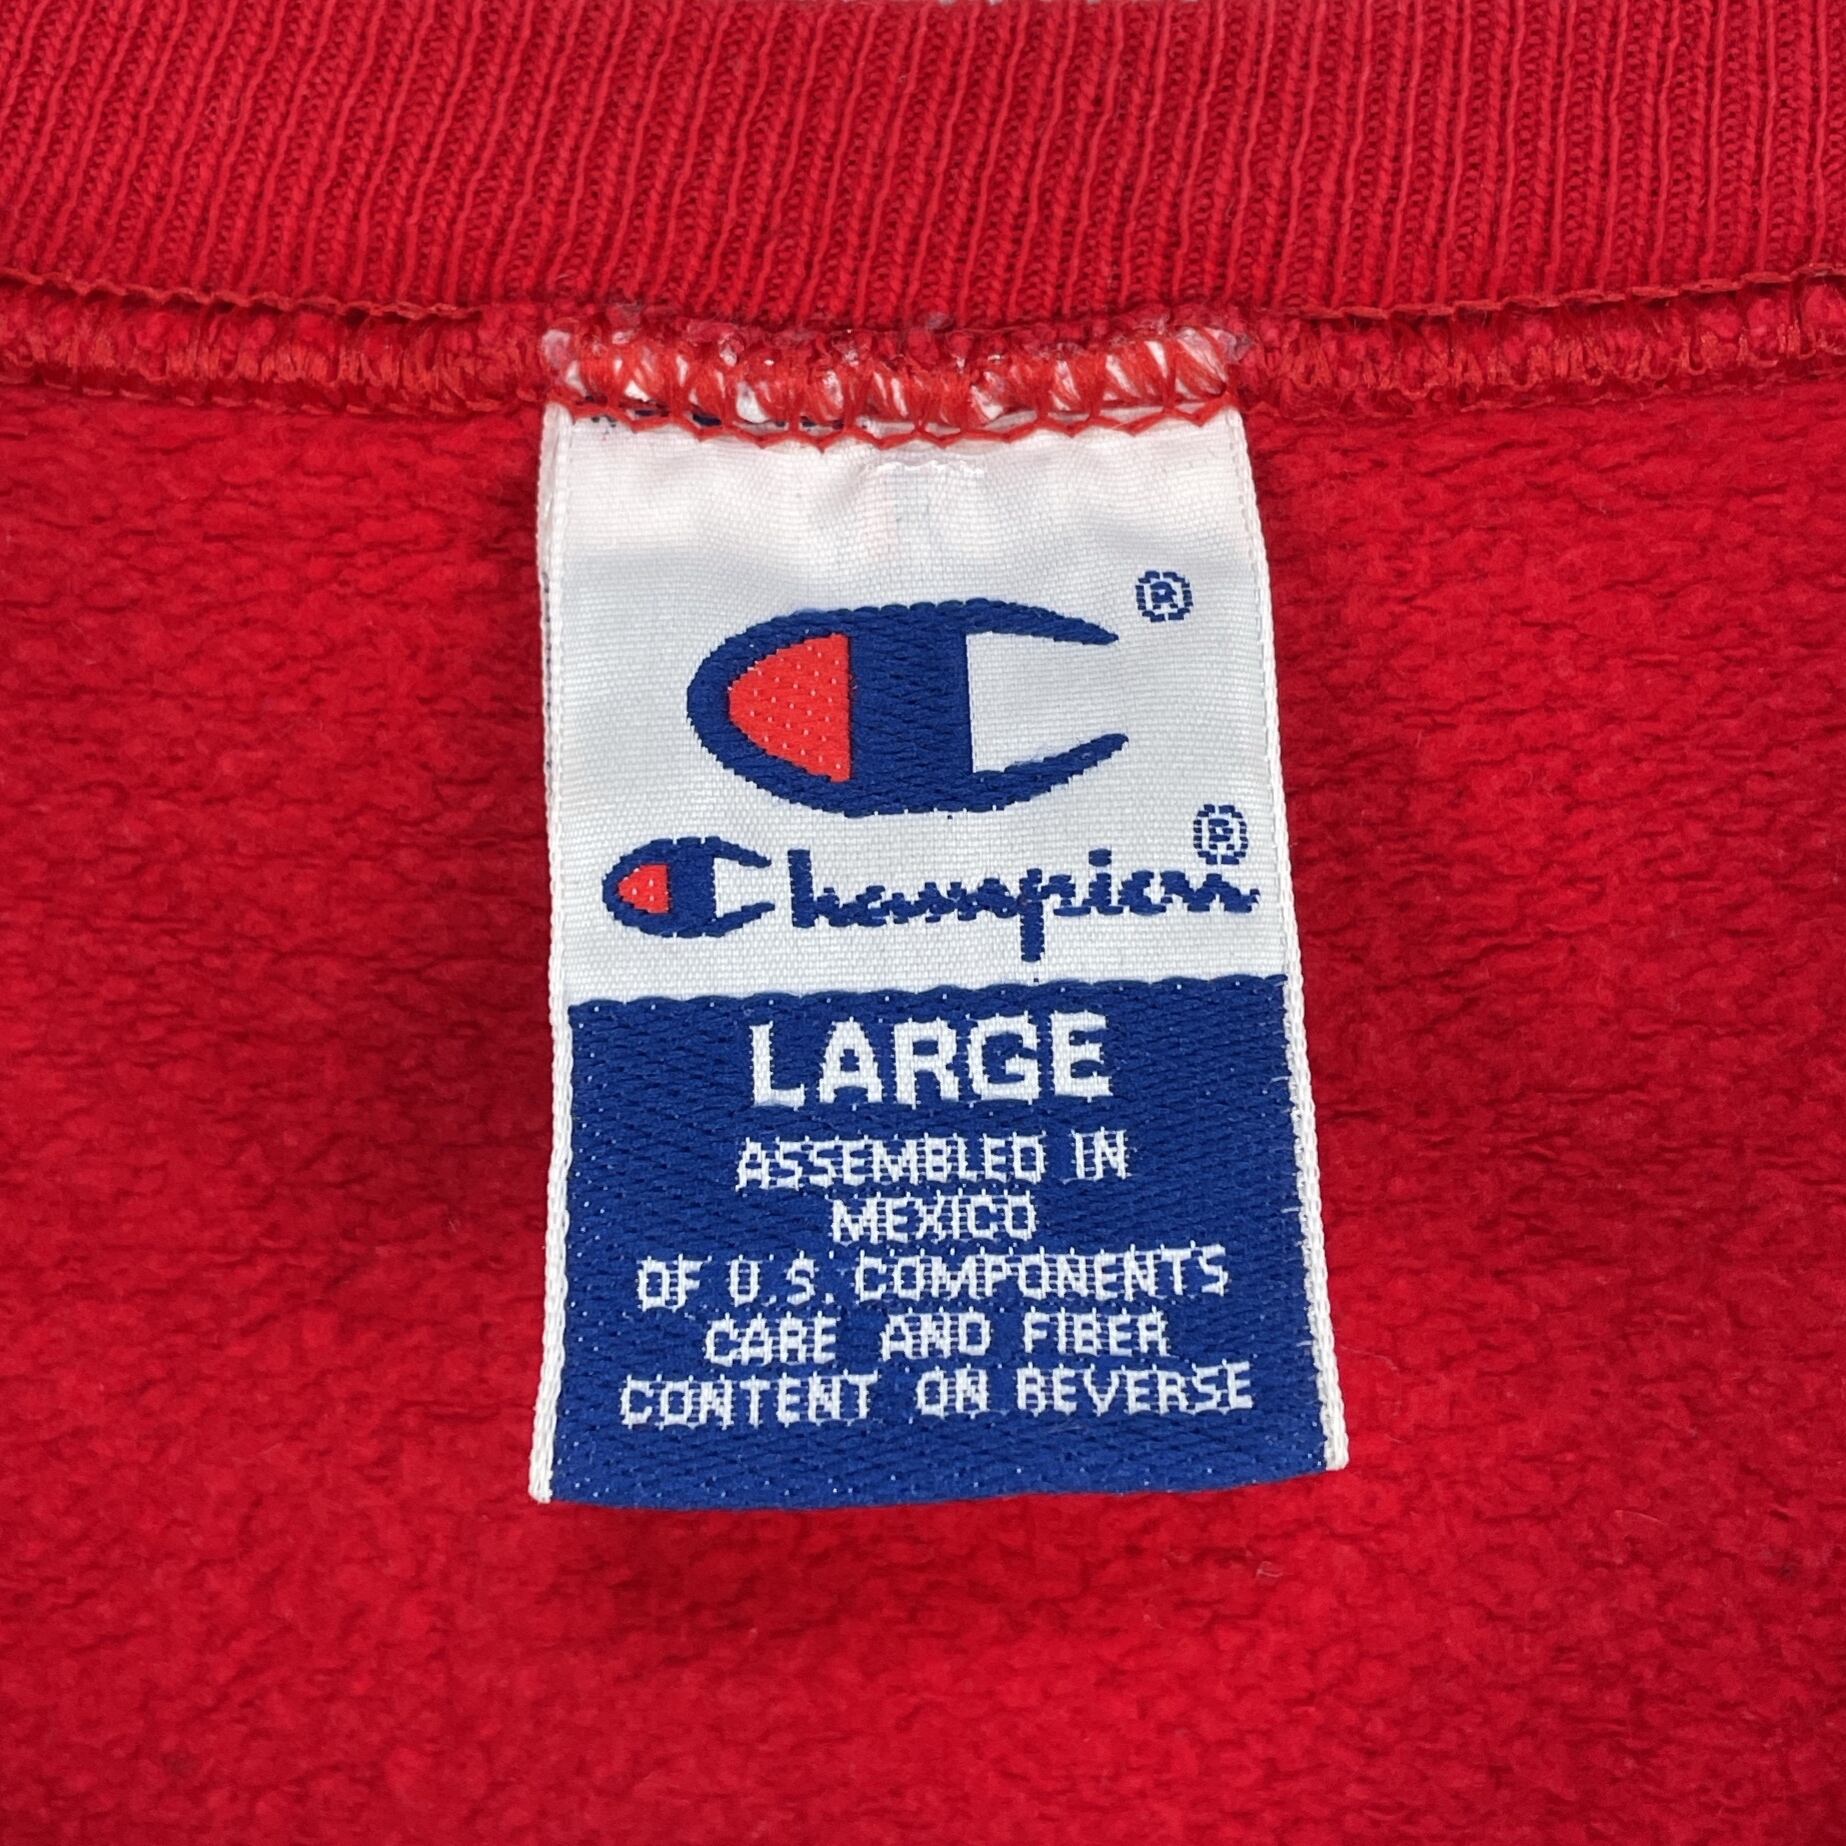 ®
Champion®
LARGE
ASSEMBLED IN
MEXICO
OF U.S. COMPONENTS
CARE AND FIBER
CONTENT ON REVERSE